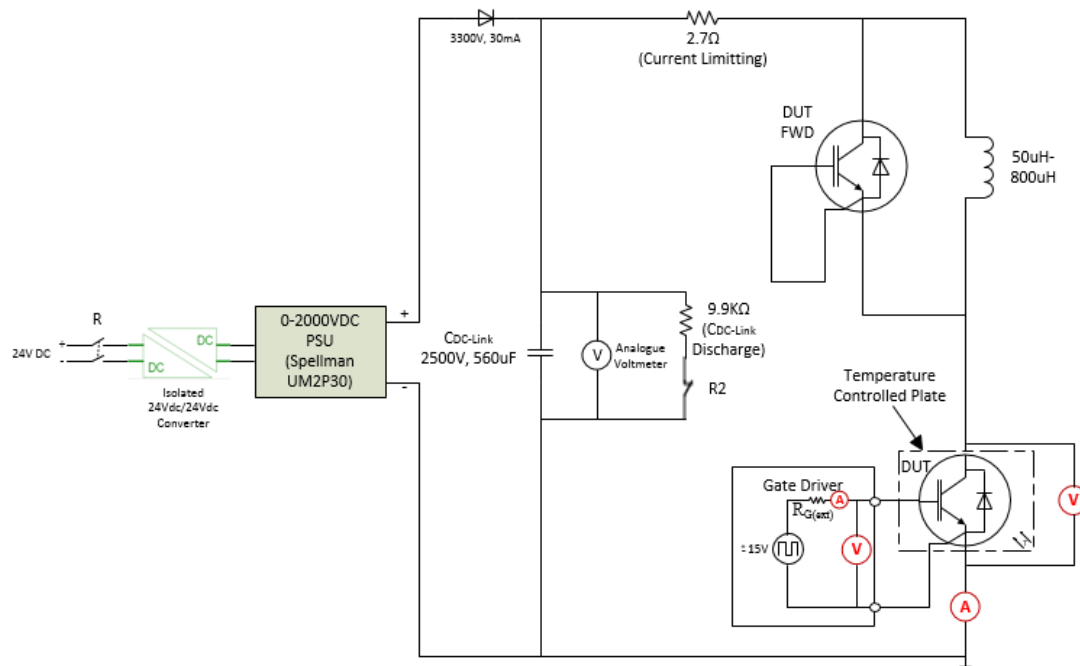 3300V, 30mA
2.7Ω
(Current Limitting)
DUT
FWD
50uH-
800uH
R
24V DC
+
-
DC
DC
Isolated
24Vdc/24Vdc
Converter
0-2000VDC
PSU
(Spellman
UM2P30)
+
-
CDC-Link
2500V, 560uF
V
Analogue
Voltmeter
9.9KΩ
(CDC-Link
Discharge)
R2
Temperature
Controlled Plate
DUT
Gate Driver
RG(ext)
A
V
15V
V
A